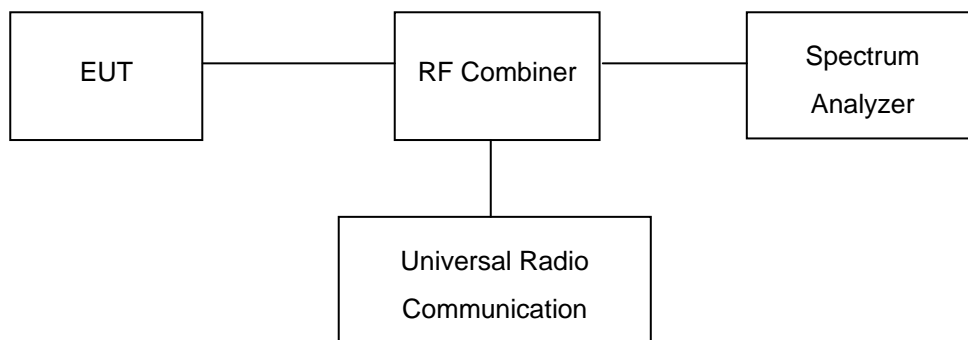 EUT
RF Combiner
Spectrum
Analyzer
Universal Radio
Communication